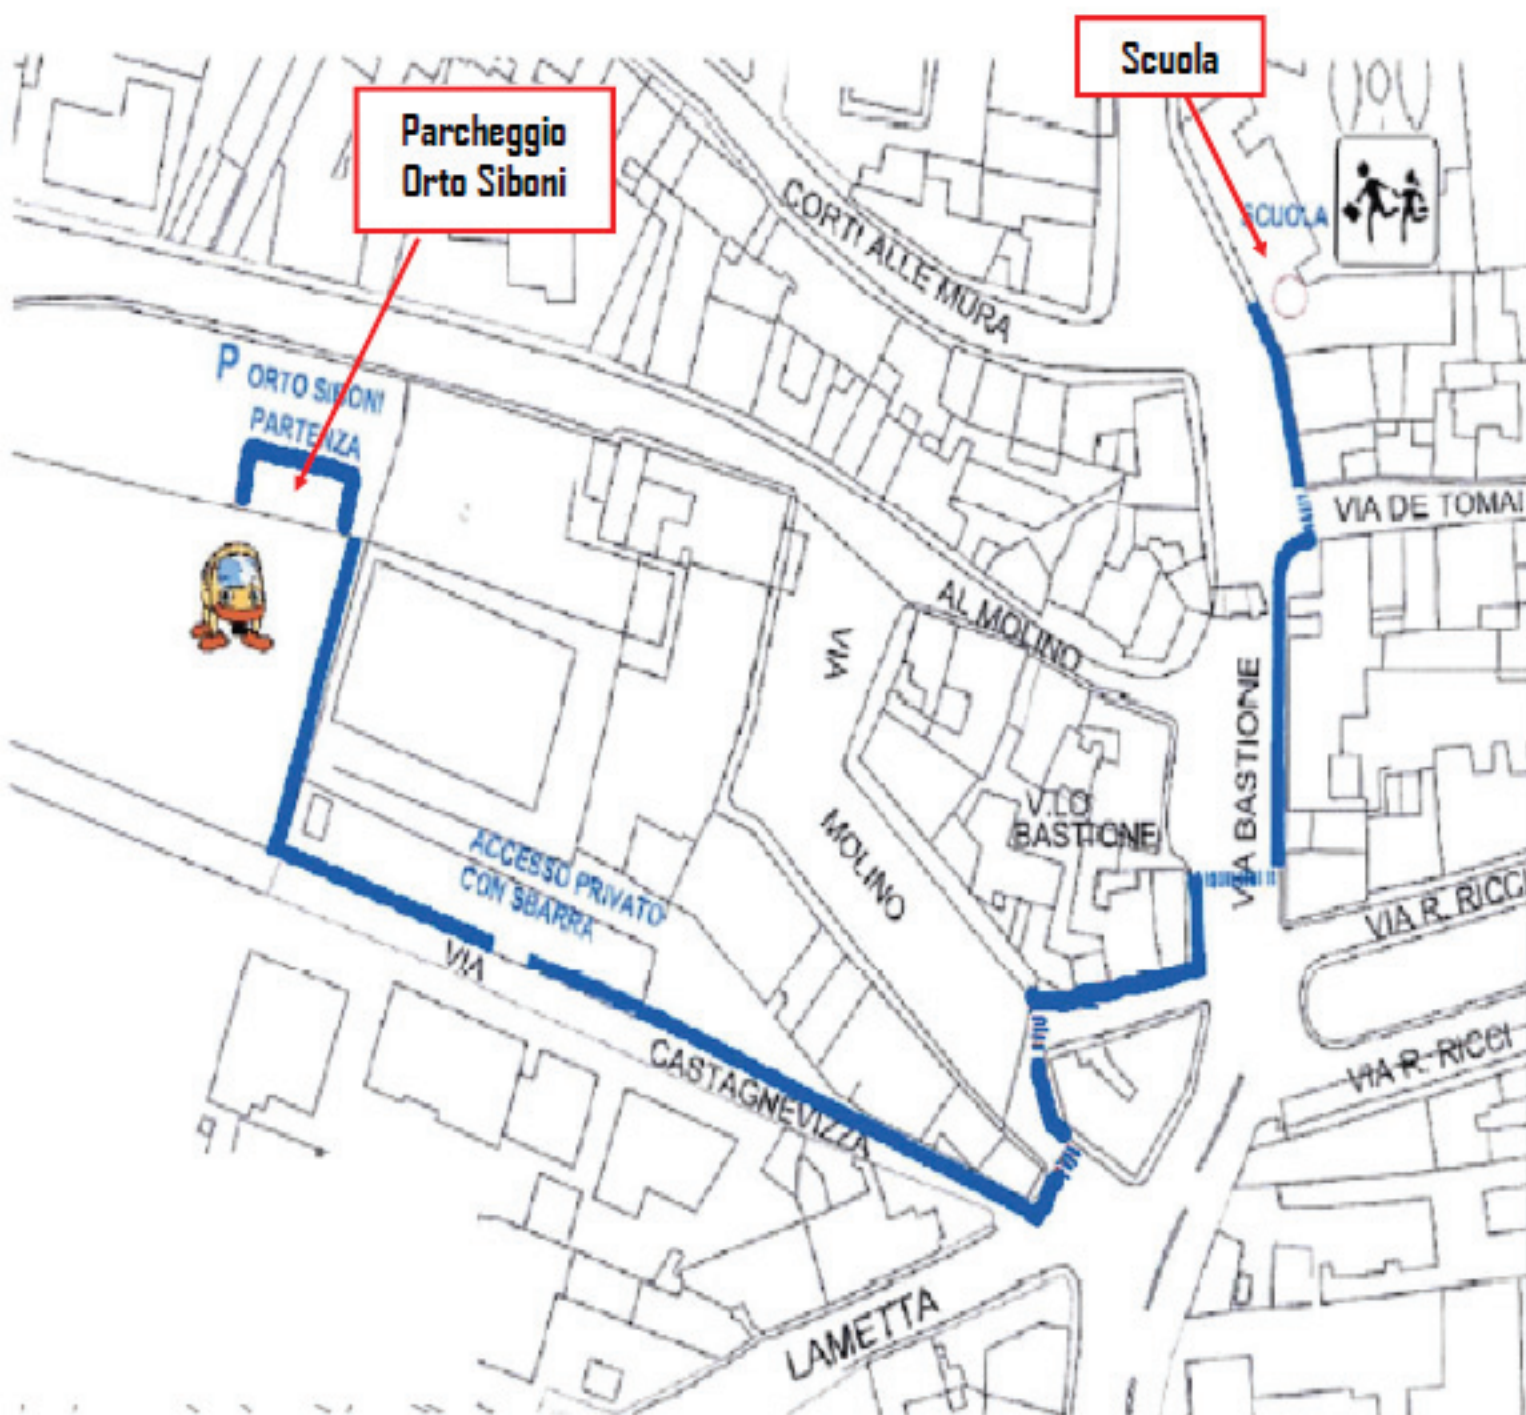 Scuola
Parcheggio
Orto Siboni
SCUOLA
CORTI ALLE MURA
P ORTO SIBONI
PARTENZA
VIA DE TOMAI
AL MOLINO
VIA
MOLINO
VIA BASTIONE
V.LO
BASTIONE
ACCESSO PRIVATO
CON SBARRA
VIA R. RICCI
VIA
CASTAGNEVIZZA
VIA R. RICCI
LAMETTA